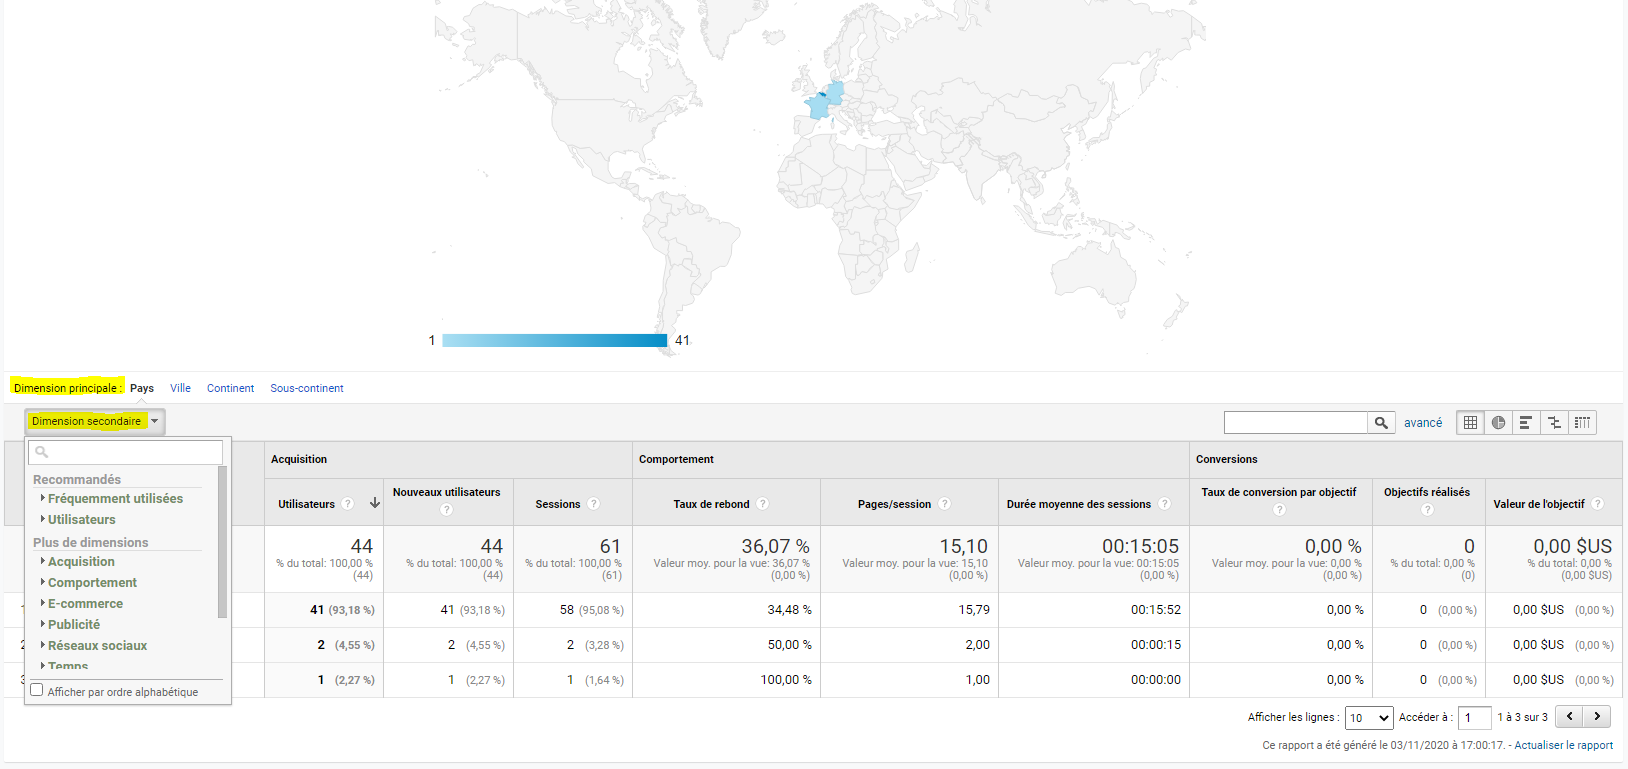 1 41
Dimension principale : Pays Ville Continent Sous-continent
Dimension secondaire avancé
Recommandés
Fréquemment utilisées
Utilisateurs
Plus de dimensions
Acquisition
Comportement
E-commerce
Publicité
Réseaux sociaux
Temps
Afficher par ordre alphabétique
Acquisition Comportement Conversions
Utilisateurs ? Nouveaux utilisateurs ? Sessions ? Taux de rebond ? Pages/session ? Durée moyenne des sessions ? Taux de conversion par objectif ? Objectifs réalisés ? Valeur de l'objectif ?
44 44 61 36,07 % 15,10 00:15:05 0,00 % 0 0,00 $US
% du total: 100,00 % % du total: 100,00 % % du total: 100,00 % Valeur moy. pour la vue: 36,07 % Valeur moy. pour la vue: 15,10 Valeur moy. pour la vue: 00:15:05 Valeur moy. pour la vue: 0,00 % % du total: 0,00 % % du total: 0,00 %
(44) (44) (61) (0,00 %) (0,00 %) (0,00 %) (0,00 %) (0) (0,00 $US)
41 (93,18 %) 41 (93,18 %) 58 (95,08 %) 34,48 % 15,79 00:15:52 0,00 % 0 (0,00 %) 0,00 $US (0,00 %)
2 (4,55 %) 2 (4,55 %) 2 (3,28 %) 50,00 % 2,00 00:00:15 0,00 % 0 (0,00 %) 0,00 $US (0,00 %)
1 (2,27 %) 1 (2,27 %) 1 (1,64 %) 100,00 % 1,00 00:00:00 0,00 % 0 (0,00 %) 0,00 $US (0,00 %)
Afficher les lignes : 10 Accéder à : 1 1 à 3 sur 3
Ce rapport a été généré le 03/11/2020 à 17:00:17. - Actualiser le rapport